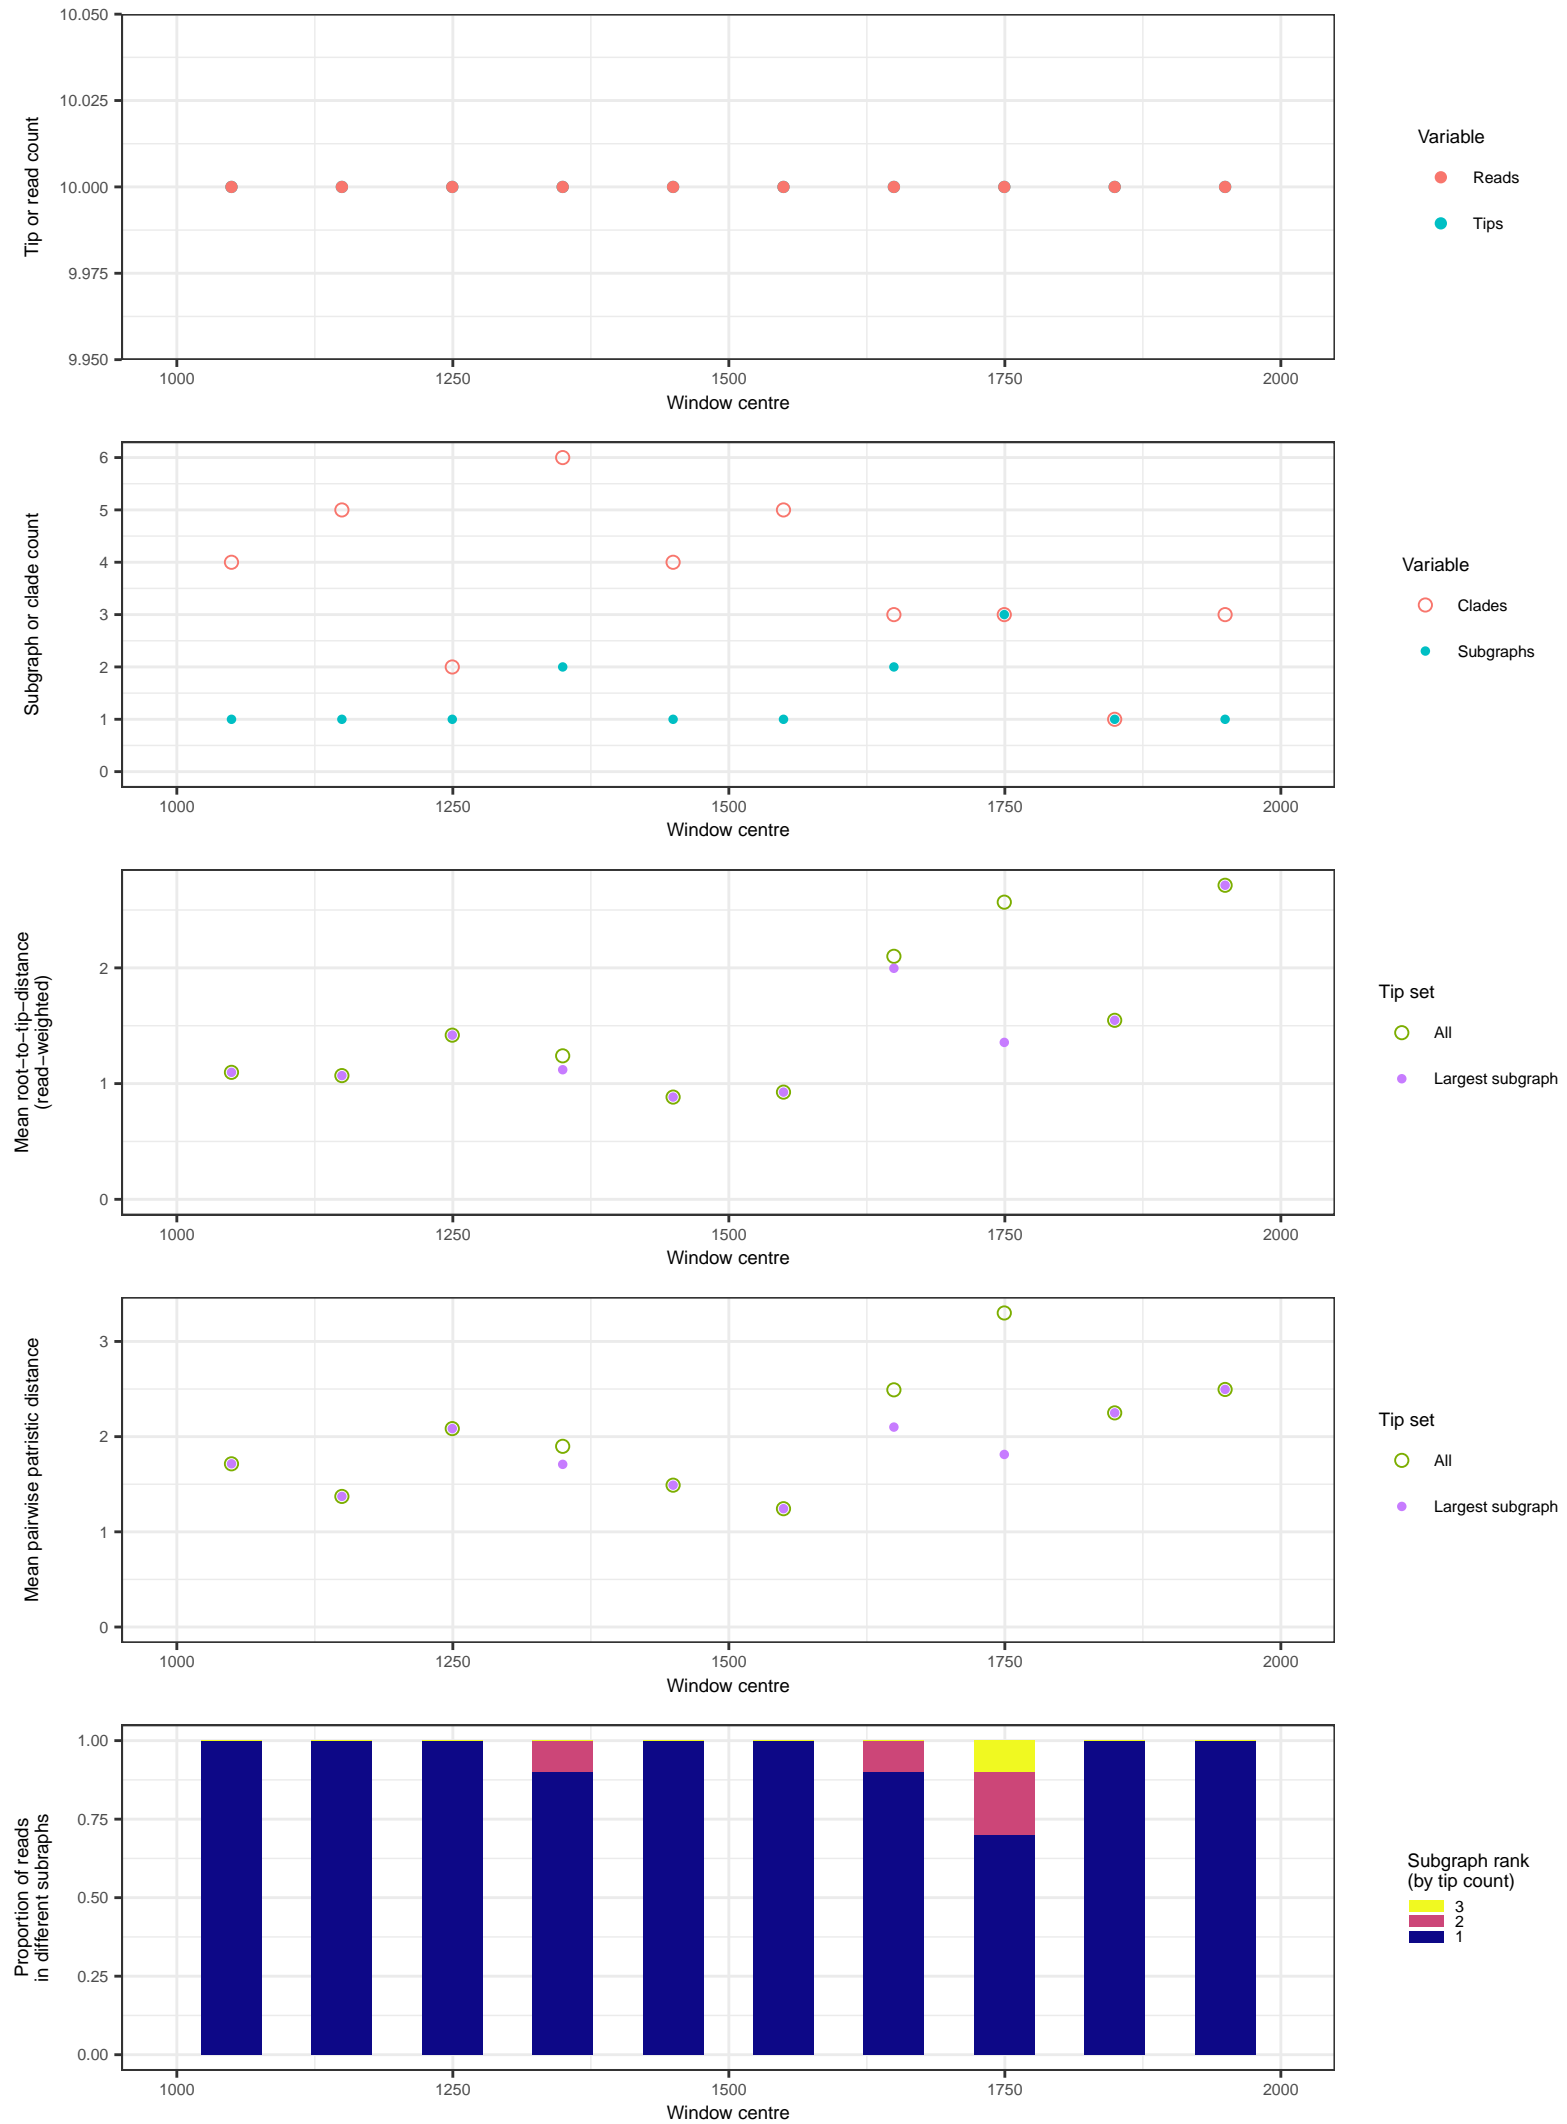 10.050
10.025
10.000
9.975
9.950
Tip or read count
1000 1250 1500 1750 2000
Window centre
Variable
Reads
Tips
6
5
4
3
2
1
0
Subgraph or clade count
1000 1250 1500 1750 2000
Window centre
Variable
Clades
Subgraphs
2
1
0
Mean root−to−tip−distance
(read−weighted)
1000 1250 1500 1750 2000
Window centre
Tip set
All
Largest subgraph
3
2
1
0
Mean pairwise patristic distance
1000 1250 1500 1750 2000
Window centre
Tip set
All
Largest subgraph
1.00
0.75
0.50
0.25
0.00
Proportion of reads
in different subraphs
1000 1250 1500 1750 2000
Window centre
Subgraph rank
(by tip count)
3
2
1